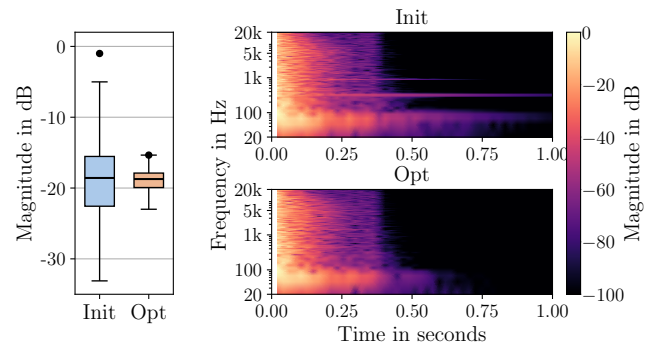 Magnitude in dB
0
−10
−20
−30
Init
Opt
Init
Frequency in Hz
20k
5k
1k
100
20
0.00
0.25
0.50
0.75
1.00
Opt
20k
5k
1k
100
20
0.00
0.25
0.50
0.75
1.00
Time in seconds
0
−20
−40
−60
−80
−100
Magnitude in dB